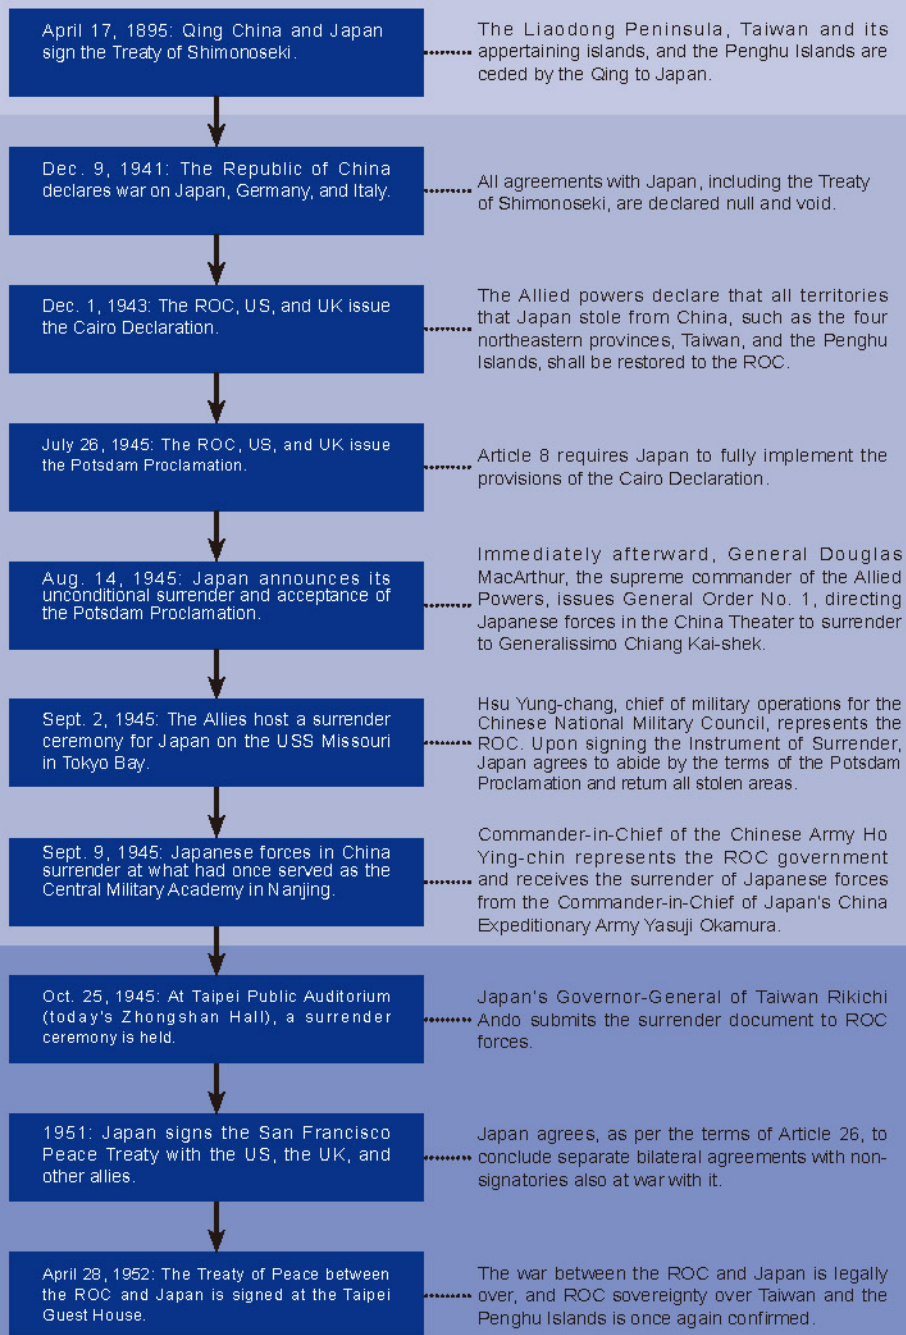 April 17, 1895: Qing China and Japan
sign the Treaty of Shimonoseki.
The Liaodong Peninsula, Taiwan and its
appertaining islands, and the Penghu Islands are
ceded by the Qing to Japan.
Dec. 9, 1941: The Republic of China
declares war on Japan, Germany, and Italy.
All agreements with Japan, including the Treaty
of Shimonoseki, are declared null and void.
Dec. 1, 1943: The ROC, US, and UK issue
the Cairo Declaration.
The Allied powers declare that all territories
that Japan stole from China, such as the four
northeastern provinces, Taiwan, and the Penghu
Islands, shall be restored to the ROC.
July 26, 1945: The ROC, US, and UK issue
the Potsdam Proclamation.
Article 8 requires Japan to fully implement the
provisions of the Cairo Declaration.
Aug. 14, 1945: Japan announces its
unconditional surrender and acceptance of
the Potsdam Proclamation.
Immediately afterward, General Douglas
MacArthur, the supreme commander of the Allied
Powers, issues General Order No. 1, directing
Japanese forces in the China Theater to surrender
to Generalissimo Chiang Kai-shek.
Sept. 2, 1945: The Allies host a surrender
ceremony for Japan on the USS Missouri
in Tokyo Bay.
Hsu Yung-chang, chief of military operations for the
Chinese National Military Council, represents the
ROC. Upon signing the Instrument of Surrender,
Japan agrees to abide by the terms of the Potsdam
Proclamation and return all stolen areas.
Sept. 9, 1945: Japanese forces in China
surrender at what had once served as the
Central Military Academy in Nanjing.
Commander-in-Chief of the Chinese Army Ho
Ying-chin represents the ROC government
and receives the surrender of Japanese forces
from the Commander-in-Chief of Japan's China
Expeditionary Army Yasuji Okamura.
Oct. 25, 1945: At Taipei Public Auditorium
(today's Zhongshan Hall), a surrender
ceremony is held.
Japan's Governor-General of Taiwan Rikichi
Ando submits the surrender document to ROC
forces.
1951: Japan signs the San Francisco
Peace Treaty with the US, the UK, and
other allies.
Japan agrees, as per the terms of Article 26, to
conclude separate bilateral agreements with non-
signatories also at war with it.
April 28, 1952: The Treaty of Peace between
the ROC and Japan is signed at the Taipei
Guest House.
The war between the ROC and Japan is legally
over, and ROC sovereignty over Taiwan and the
Penghu Islands is once again confirmed.